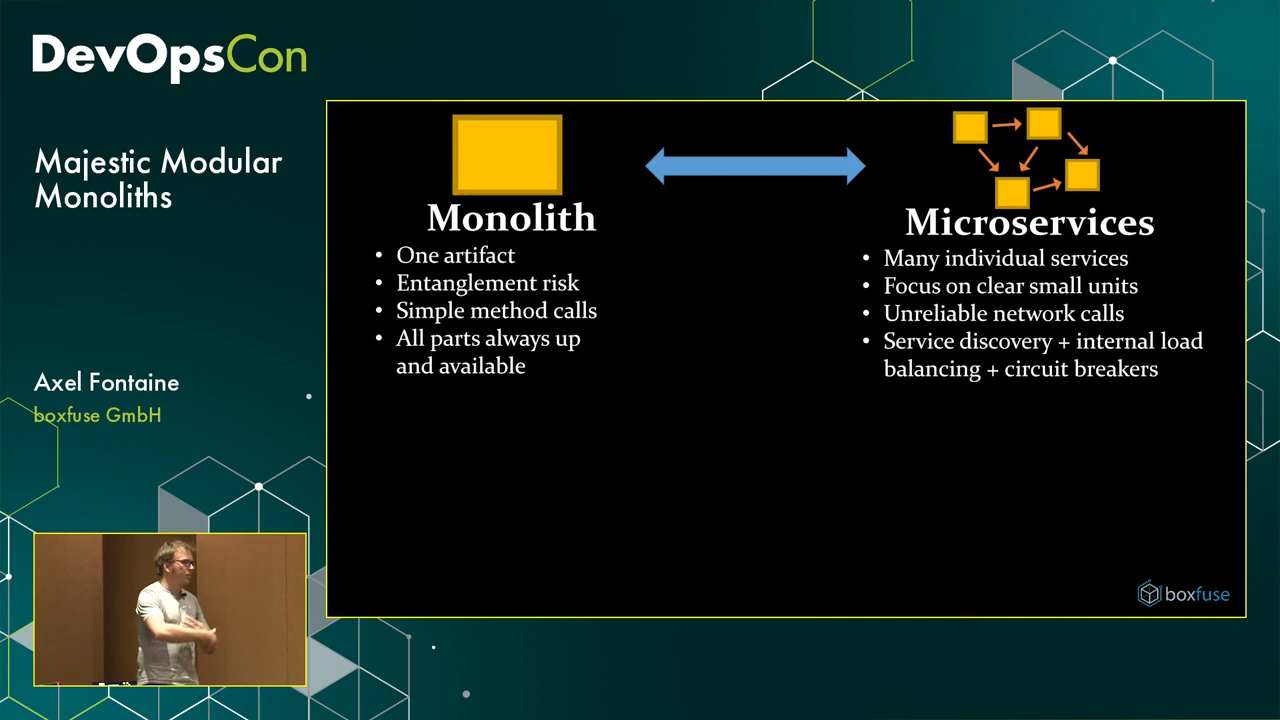 DevOpsCon
Majestic Modular
Monoliths
Axel Fontaine
boxfuse GmbH
Monolith
• One artifact
• Entanglement risk
• Simple method calls
• All parts always up
and available
Microservices
• Many individual services
• Focus on clear small units
• Unreliable network calls
• Service discovery + internal load
balancing + circuit breakers
boxfuse